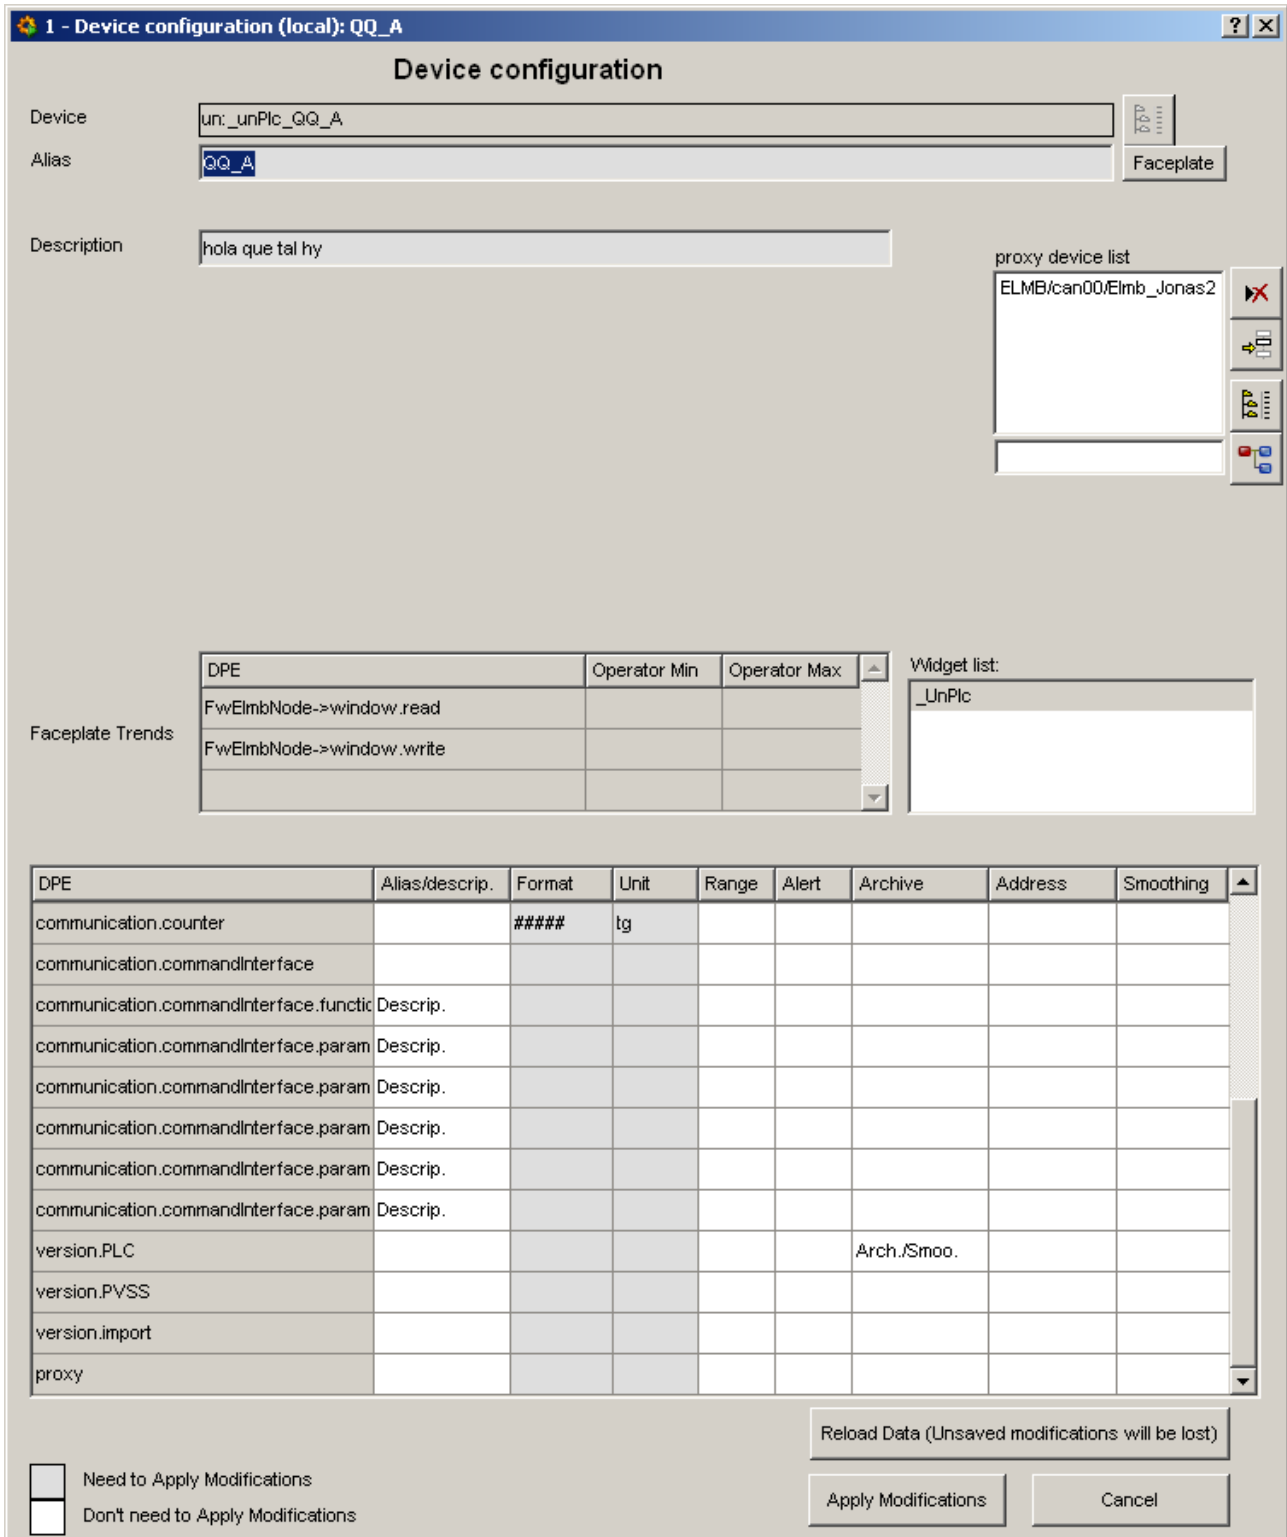 1 - Device configuration (local): QQ_A
Device configuration
Device
un:_unPlc_QQ_A
Alias
QQ_A
Faceplate
Description
hola que tal hy
proxy device list
ELMB/can00/Elmb_Jonas2
Faceplate Trends
DPE Operator Min Operator Max
FwElmbNode->window.read
FwElmbNode->window.write
Widget list:
_UnPlc
DPE Alias/descrip. Format Unit Range Alert Archive Address Smoothing
communication.counter ##### tg
communication.commandInterface
communication.commandInterface.functic Descrip.
communication.commandInterface.param Descrip.
communication.commandInterface.param Descrip.
communication.commandInterface.param Descrip.
communication.commandInterface.param Descrip.
communication.commandInterface.param Descrip.
version.PLC Arch./Smoo.
version.PVSS
version.import
proxy
Reload Data (Unsaved modifications will be lost)
Need to Apply Modifications
Don't need to Apply Modifications
Apply Modifications
Cancel